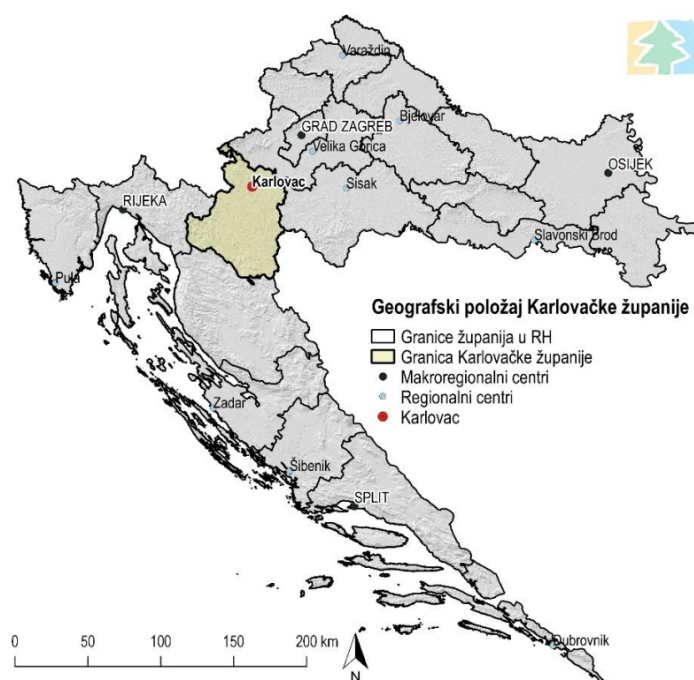 Varaždin
GRAD ZAGREB
Bjelovar
Velika Gorica
Karlovac
Sisak
OSIJEK
RIJEKA
Slavonski Brod
Pula
Geografski položaj Karlovačke županije
Granice županija u RH
Granica Karlovačke županije
Makroregionalni centri
Regionalni centri
Karlovac
Zadar
Šibenik
SPLIT
Dubrovnik
0 50 100 150 200 km
N